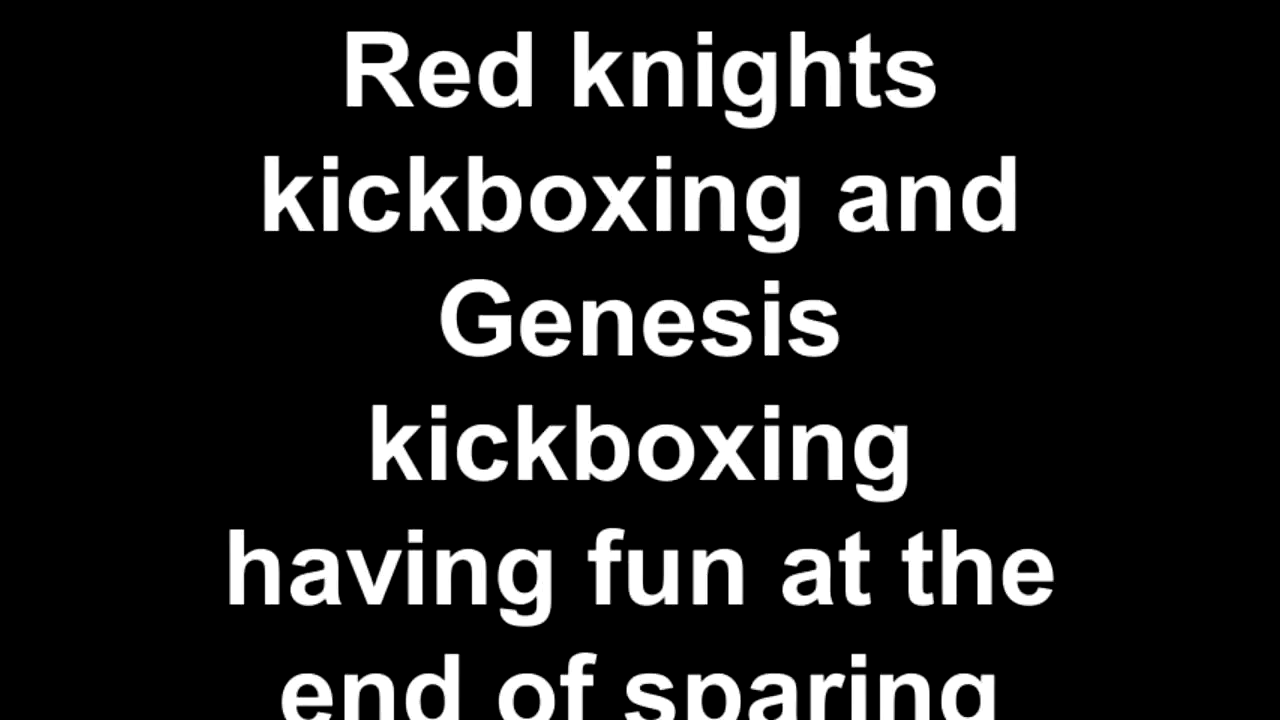 Red knights
kickboxing and
Genesis
kickboxing
having fun at the
end of sparing